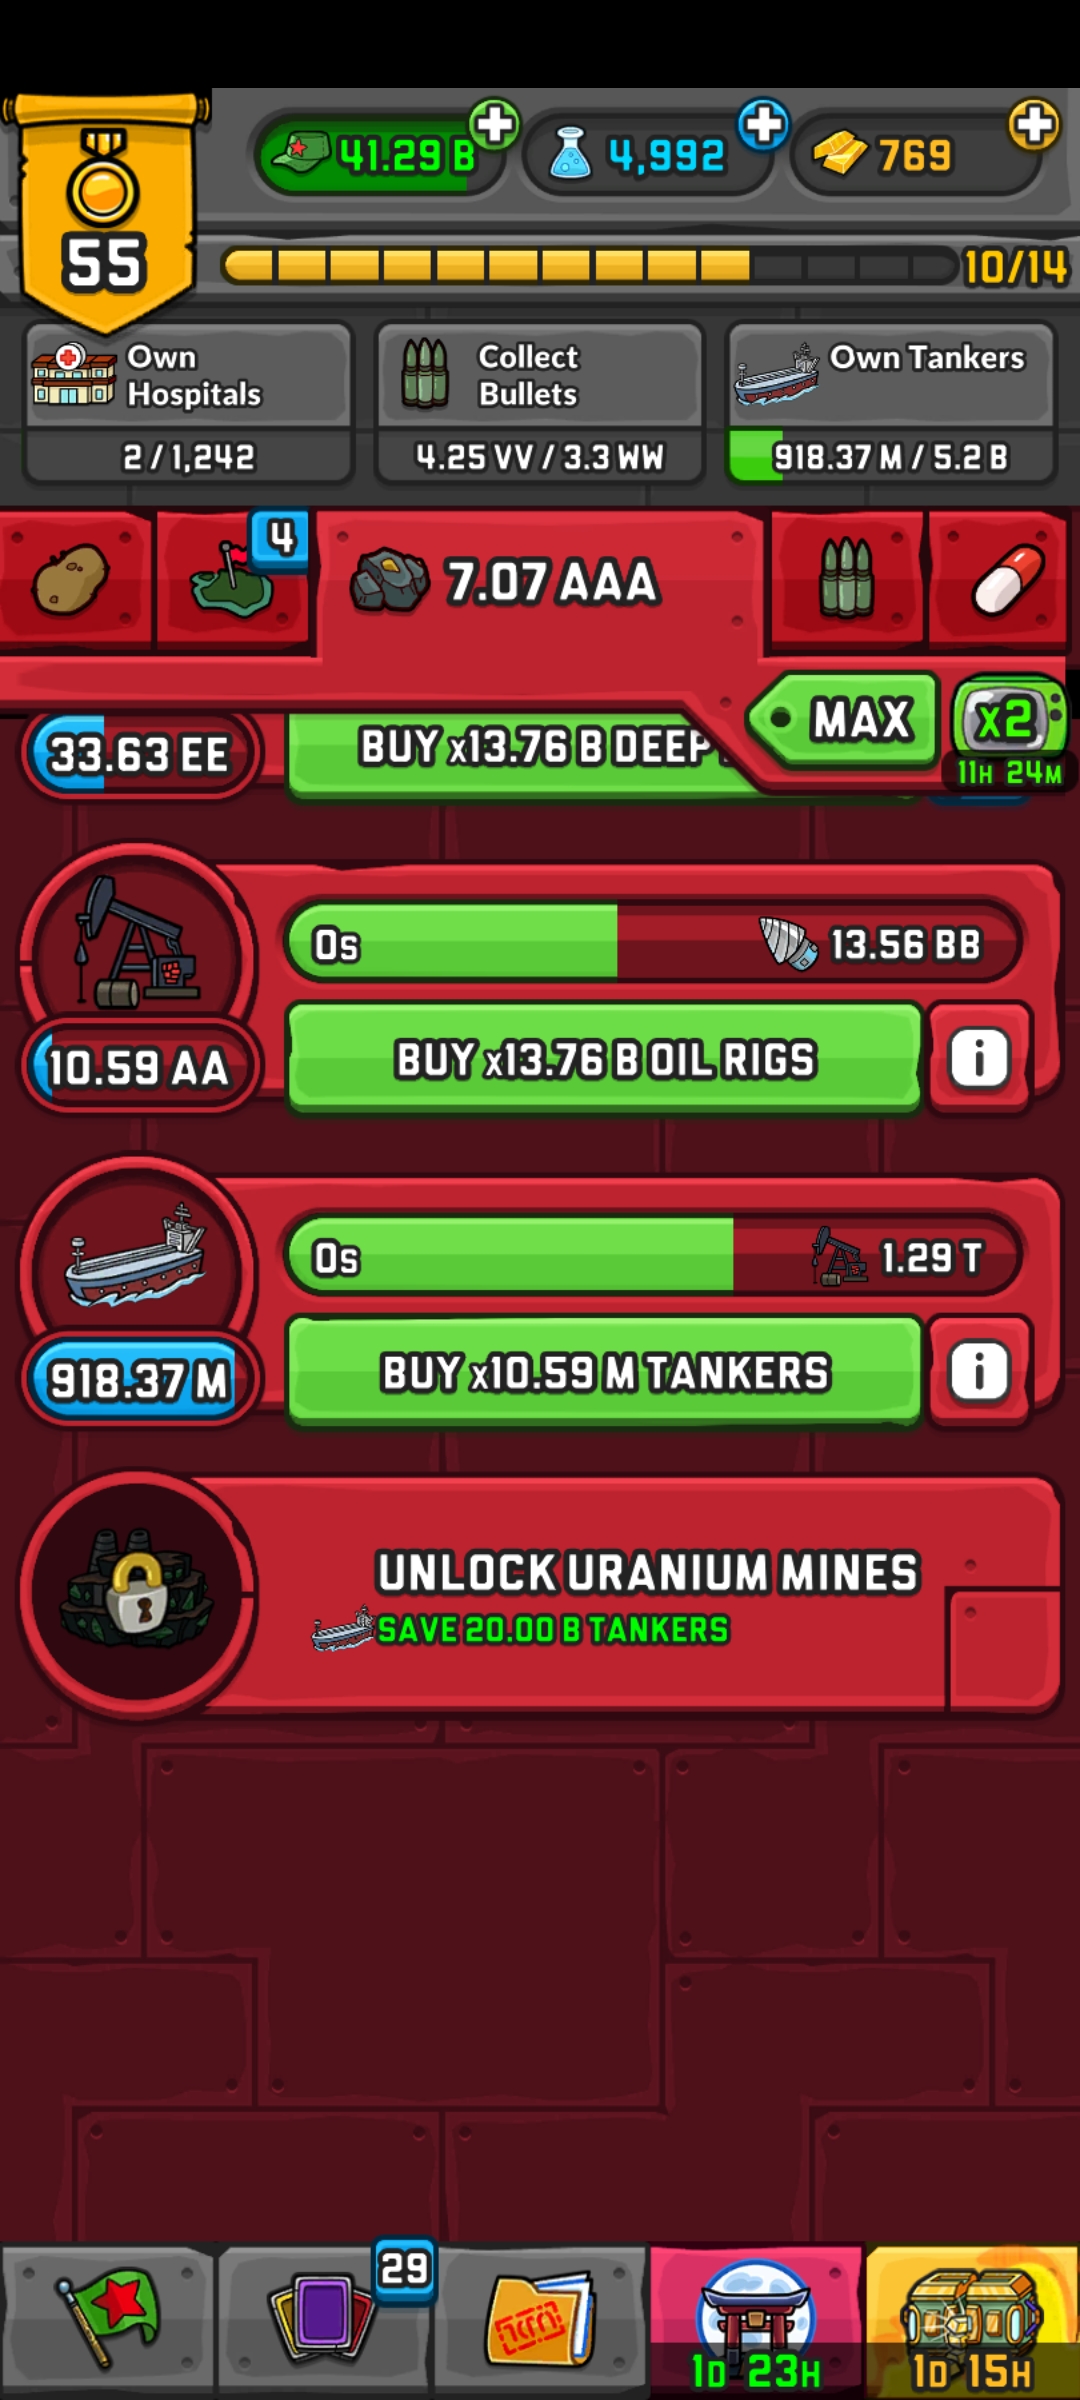 41.29 B
4,992
769
55
10/14
Own
Hospitals
2 / 1,242
Collect
Bullets
4.25 VV / 3.3 WW
Own Tankers
918.37 M / 5.2 B
4
7.07 AAA
MAX
x2
11H 24M
33.63 EE
BUY x13.76 B DEEP
0s
13.56 BB
10.59 AA
BUY x13.76 B OIL RIGS
i
0s
1.29 T
918.37 M
BUY x10.59 M TANKERS
i
UNLOCK URANIUM MINES
SAVE 20.00 B TANKERS
29
1D 23H
1D 15H